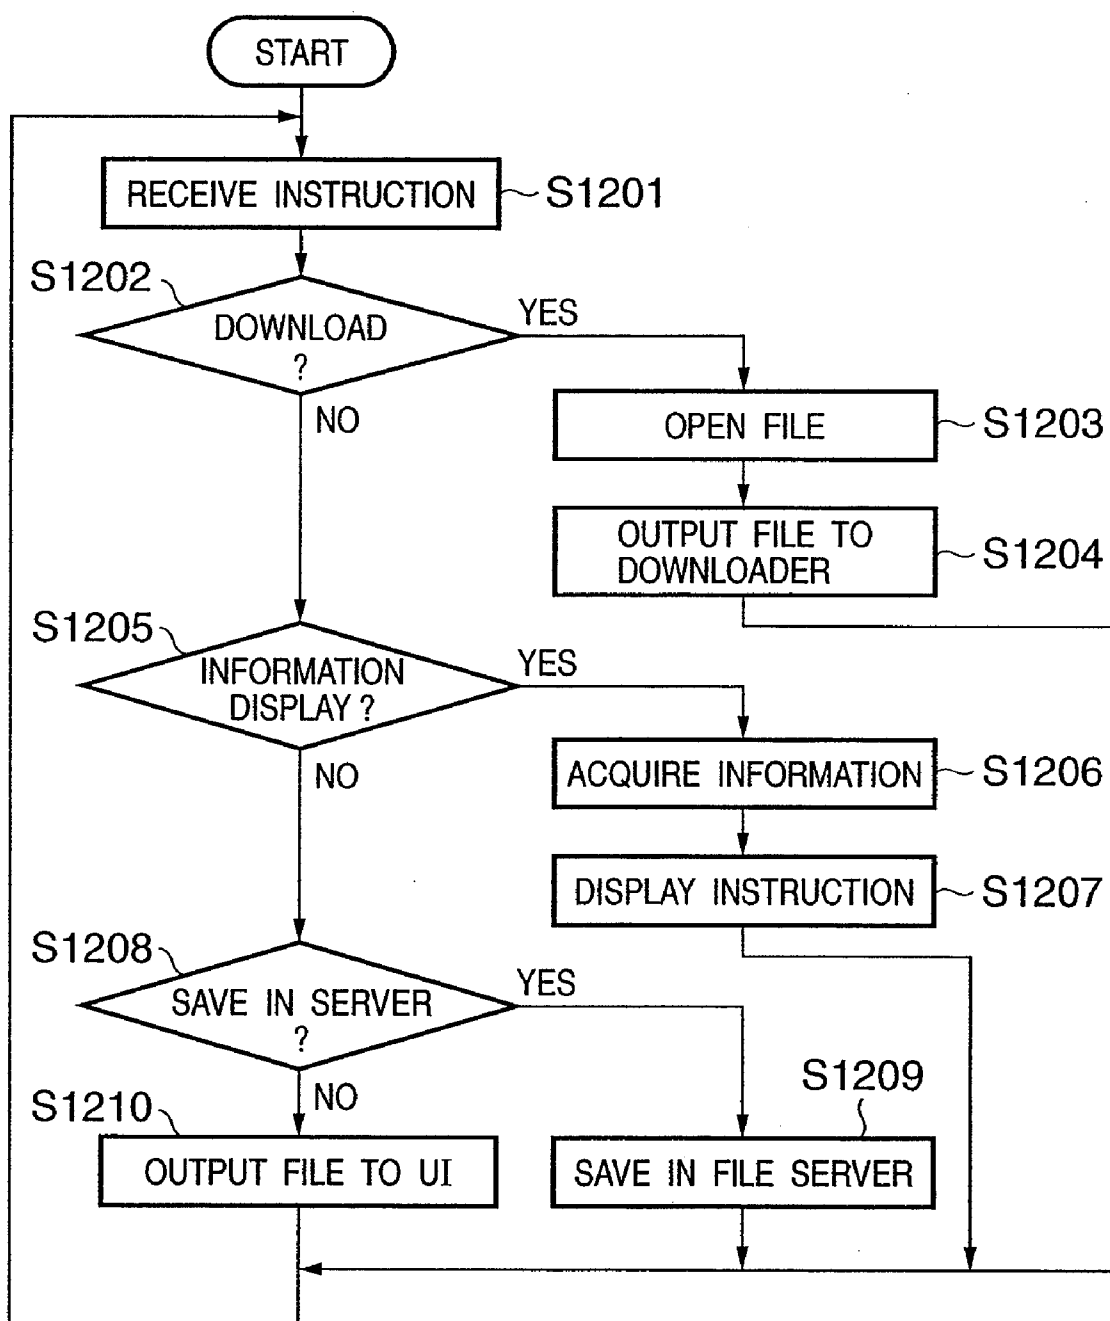 START
RECEIVE INSTRUCTION
S1201
S1202
DOWNLOAD
?
YES
NO
OPEN FILE
S1203
OUTPUT FILE TO
DOWNLOADER
S1204
S1205
INFORMATION
DISPLAY ?
YES
NO
ACQUIRE INFORMATION
S1206
DISPLAY INSTRUCTION
S1207
S1208
SAVE IN SERVER
?
YES
NO
S1209
S1210
OUTPUT FILE TO UI
SAVE IN FILE SERVER